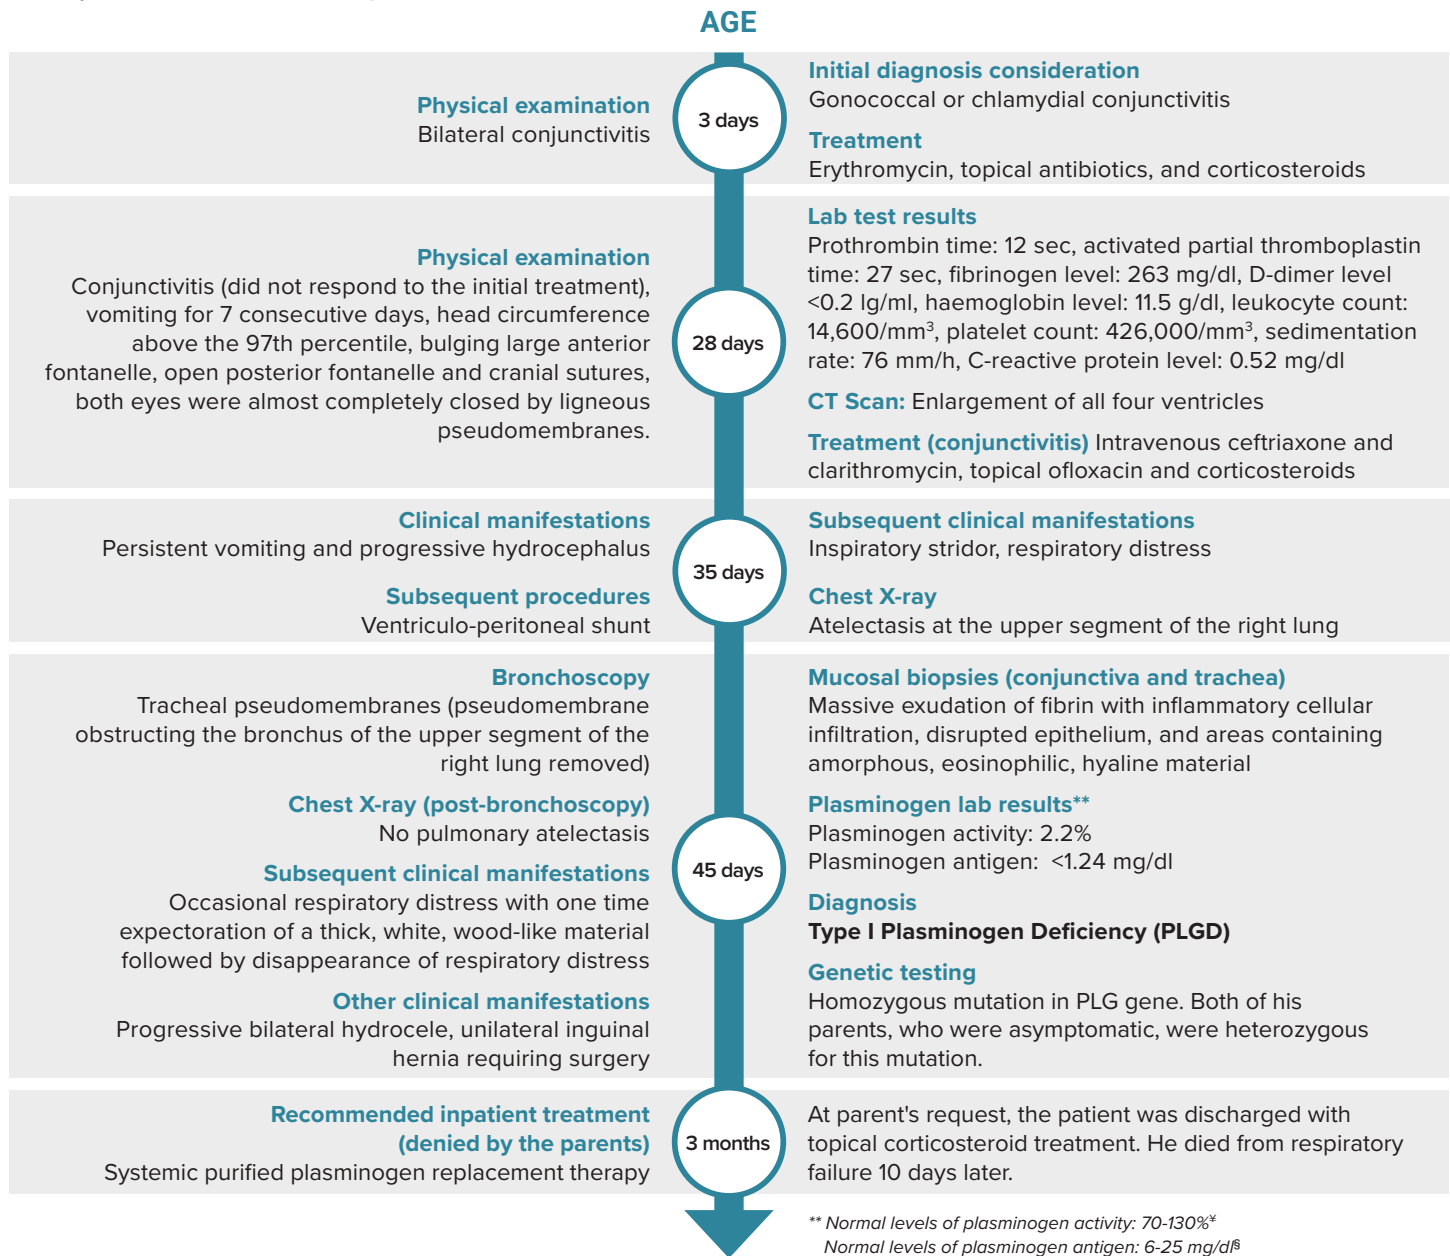 AGE
Physical examination
Bilateral conjunctivitis
3 days
Initial diagnosis consideration
Gonococcal or chlamydial conjunctivitis
Treatment
Erythromycin, topical antibiotics, and corticosteroids
Physical examination
Conjunctivitis (did not respond to the initial treatment),
vomiting for 7 consecutive days, head circumference
above the 97th percentile, bulging large anterior
fontanelle, open posterior fontanelle and cranial sutures,
both eyes were almost completely closed by ligneous
pseudomembranes.
28 days
Lab test results
Prothrombin time: 12 sec, activated partial thromboplastin
time: 27 sec, fibrinogen level: 263 mg/dl, D-dimer level
<0.2 lg/ml, haemoglobin level: 11.5 g/dl, leukocyte count:
14,600/mm³, platelet count: 426,000/mm³, sedimentation
rate: 76 mm/h, C-reactive protein level: 0.52 mg/dl
CT Scan: Enlargement of all four ventricles
Treatment (conjunctivitis) Intravenous ceftriaxone and
clarithromycin, topical ofloxacin and corticosteroids
Clinical manifestations
Persistent vomiting and progressive hydrocephalus
Subsequent procedures
Ventriculo-peritoneal shunt
35 days
Subsequent clinical manifestations
Inspiratory stridor, respiratory distress
Chest X-ray
Atelectasis at the upper segment of the right lung
Bronchoscopy
Tracheal pseudomembranes (pseudomembrane
obstructing the bronchus of the upper segment of the
right lung removed)
Chest X-ray (post-bronchoscopy)
No pulmonary atelectasis
Subsequent clinical manifestations
Occasional respiratory distress with one time
expectoration of a thick, white, wood-like material
followed by disappearance of respiratory distress
Other clinical manifestations
Progressive bilateral hydrocele, unilateral inguinal
hernia requiring surgery
45 days
Mucosal biopsies (conjunctiva and trachea)
Massive exudation of fibrin with inflammatory cellular
infiltration, disrupted epithelium, and areas containing
amorphous, eosinophilic, hyaline material
Plasminogen lab results**
Plasminogen activity: 2.2%
Plasminogen antigen: <1.24 mg/dl
Diagnosis
Type I Plasminogen Deficiency (PLGD)
Genetic testing
Homozygous mutation in PLG gene. Both of his
parents, who were asymptomatic, were heterozygous
for this mutation.
Recommended inpatient treatment
(denied by the parents)
Systemic purified plasminogen replacement therapy
3 months
At parent's request, the patient was discharged with
topical corticosteroid treatment. He died from respiratory
failure 10 days later.
** Normal levels of plasminogen activity: 70-130%¥
Normal levels of plasminogen antigen: 6-25 mg/dl§